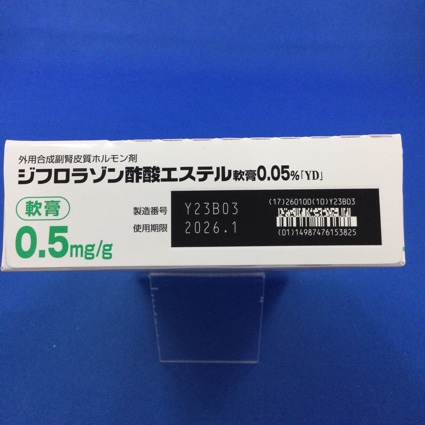 外用合成副腎皮質ホルモン剤
ジフロラゾン酢酸エステル軟膏0.05%「YD」
軟膏
0.5mg/g
製造番号 Y23B03
使用期限 2026.1
(17)260100(10)Y23B03
(01)14987476153825